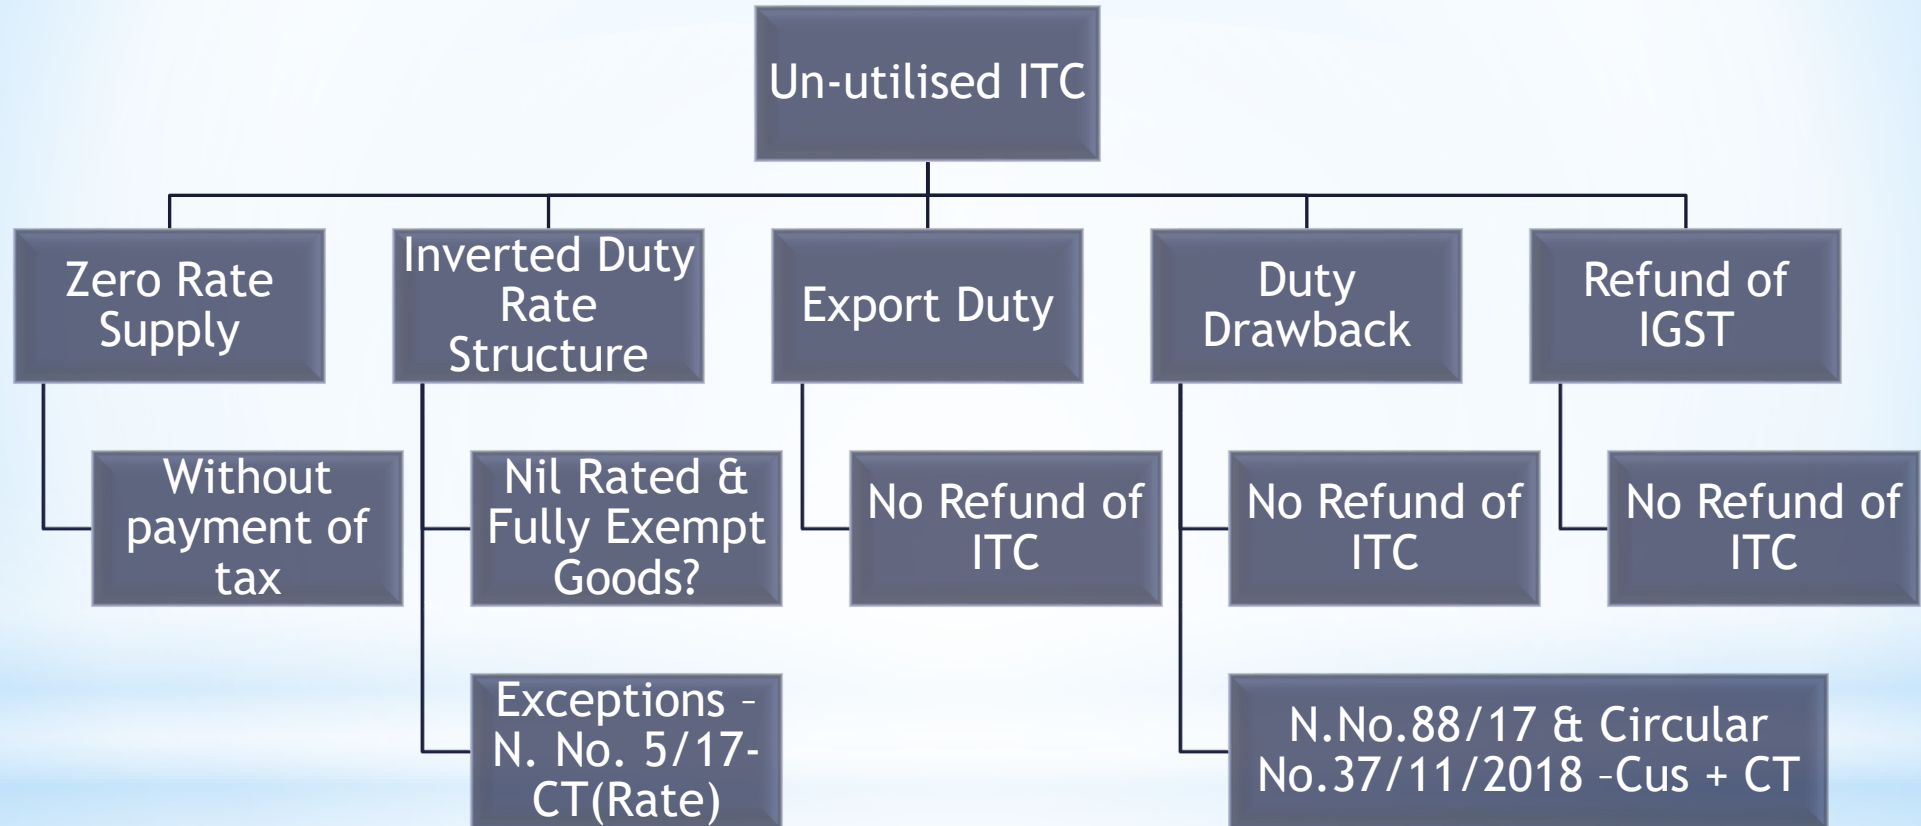 Un-utilised ITC
Zero Rate
Supply
Inverted Duty
Rate
Structure
Export Duty
Duty
Drawback
Refund of
IGST
Without
payment of
tax
Nil Rated &
Fully Exempt
Goods?
No Refund of
ITC
No Refund of
ITC
No Refund of
ITC
Exceptions –
N. No. 5/17-
CT(Rate)
N.No.88/17 & Circular
No.37/11/2018 –Cus + CT